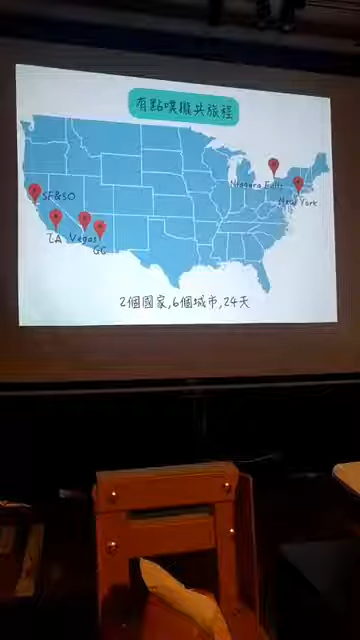 有點噗攏共旅程
Niagara Falls
New York
SF&SO
LA
Vegas
GC
2個國家,6個城市,24天